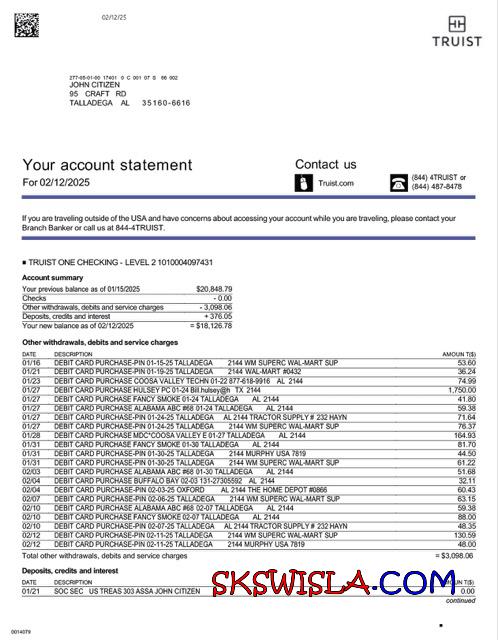 02/12/25
TRUIST
277-05-01-00 17401 0 C 001 07 S 66 002
JOHN CITIZEN
95 CRAFT RD
TALLADEGA AL 35160-6616
Your account statement
For 02/12/2025
Contact us
Truist.com
(844) 4TRUIST or
(844) 487-8478
If you are traveling outside of the USA and have concerns about accessing your account while you are traveling, please contact your
Branch Banker or call us at 844-4TRUIST.
■ TRUIST ONE CHECKING - LEVEL 2 1010004097431
Account summary
Your previous balance as of 01/15/2025 $20,848.79
Checks - 0.00
Other withdrawals, debits and service charges - 3,098.06
Deposits, credits and interest + 376.05
Your new balance as of 02/12/2025 = $18,126.78
Other withdrawals, debits and service charges
DATE DESCRIPTION AMOUNT($)
01/16 DEBIT CARD PURCHASE-PIN 01-15-25 TALLADEGA 2144 WM SUPERC WAL-MART SUP 53.60
01/21 DEBIT CARD PURCHASE-PIN 01-19-25 TALLADEGA 2144 WAL-MART #0432 36.24
01/23 DEBIT CARD PURCHASE COOSA VALLEY TECHN 01-22 877-618-9916 AL 2144 74.99
01/27 DEBIT CARD PURCHASE HULSEY PC 01-24 Bill.hulsey@h TX 2144 1,750.00
01/27 DEBIT CARD PURCHASE FANCY SMOKE 01-24 TALLADEGA AL 2144 41.80
01/27 DEBIT CARD PURCHASE ALABAMA ABC #68 01-24 TALLADEGA AL 2144 59.38
01/27 DEBIT CARD PURCHASE-PIN 01-24-25 TALLADEGA AL 2144 TRACTOR SUPPLY # 232 HAYN 71.64
01/27 DEBIT CARD PURCHASE-PIN 01-24-25 TALLADEGA 2144 WM SUPERC WAL-MART SUP 76.37
01/28 DEBIT CARD PURCHASE MDC*COOSA VALLEY E 01-27 TALLADEGA AL 2144 164.93
01/31 DEBIT CARD PURCHASE FANCY SMOKE 01-30 TALLADEGA AL 2144 81.70
01/31 DEBIT CARD PURCHASE-PIN 01-30-25 TALLADEGA 2144 MURPHY USA 7819 44.50
01/31 DEBIT CARD PURCHASE-PIN 01-30-25 TALLADEGA 2144 WM SUPERC WAL-MART SUP 61.22
02/03 DEBIT CARD PURCHASE ALABAMA ABC #68 01-30 TALLADEGA AL 2144 51.68
02/04 DEBIT CARD PURCHASE BUFFALO BAY 02-03 131-27305592 AL 2144 32.11
02/04 DEBIT CARD PURCHASE-PIN 02-03-25 OXFORD AL 2144 THE HOME DEPOT #0866 60.43
02/07 DEBIT CARD PURCHASE-PIN 02-06-25 TALLADEGA 2144 WM SUPERC WAL-MART SUP 63.15
02/10 DEBIT CARD PURCHASE ALABAMA ABC #68 02-07 TALLADEGA AL 2144 59.38
02/10 DEBIT CARD PURCHASE FANCY SMOKE 02-07 TALLADEGA AL 2144 88.00
02/10 DEBIT CARD PURCHASE-PIN 02-07-25 TALLADEGA AL 2144 TRACTOR SUPPLY # 232 HAYN 48.35
02/12 DEBIT CARD PURCHASE-PIN 02-11-25 TALLADEGA 2144 WM SUPERC WAL-MART SUP 130.59
02/12 DEBIT CARD PURCHASE-PIN 02-11-25 TALLADEGA 2144 MURPHY USA 7819 48.00
Total other withdrawals, debits and service charges = $3,098.06
Deposits, credits and interest
DATE DESCRIPTION
01/21 SOC SEC US TREAS 303 ASSA JOHN CITIZEN 0.00
SKSWISLA.COM
continued
0014079